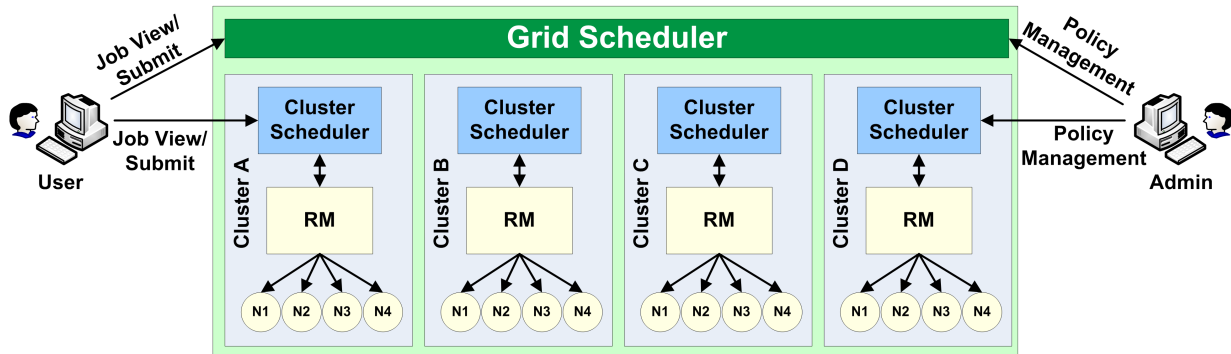 Grid Scheduler
Job View/
Submit
Job View/
Submit
User
Policy
Management
Policy
Management
Admin
Cluster A
Cluster
Scheduler
RM
N1 N2 N3 N4
Cluster B
Cluster
Scheduler
RM
N1 N2 N3 N4
Cluster C
Cluster
Scheduler
RM
N1 N2 N3 N4
Cluster D
Cluster
Scheduler
RM
N1 N2 N3 N4